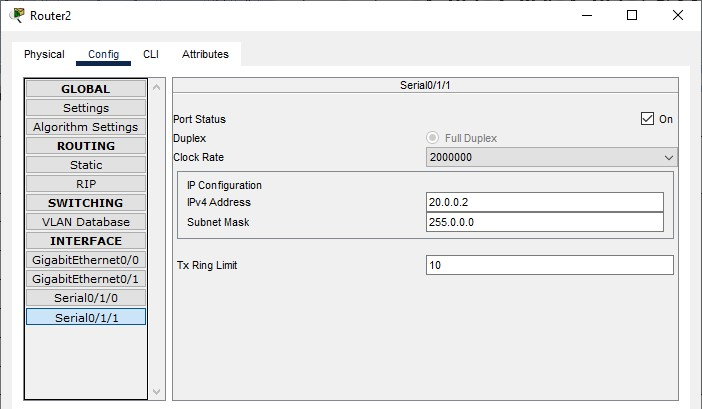 Router2
Physical Config CLI Attributes
GLOBAL
Settings
Algorithm Settings
ROUTING
Static
RIP
SWITCHING
VLAN Database
INTERFACE
GigabitEthernet0/0
GigabitEthernet0/1
Serial0/1/0
Serial0/1/1
Serial0/1/1
Port Status On
Duplex Full Duplex
Clock Rate 2000000
IP Configuration
IPv4 Address 20.0.0.2
Subnet Mask 255.0.0.0
Tx Ring Limit 10